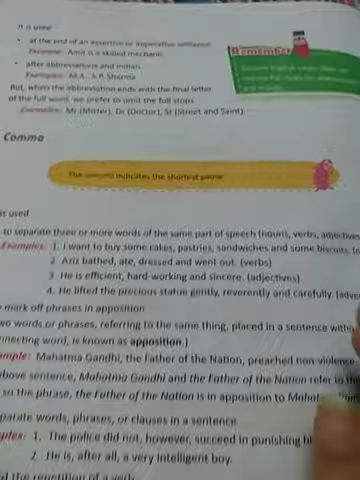 It is used
• at the end of an assertive or imperative sentence
Example: Amit is a skilled mechanic.
• after abbreviations and initials
Examples: M.A., S.P. Sharma
But, when the abbreviation ends with the final letter
of the full word, we prefer to omit the full stops.
Examples: Mr (Mister), Dr (Doctor), St (Street and Saint)
Remember
Comma
The comma indicates the shortest pause
is used
to separate three or more words of the same part of speech (nouns, verbs, adjectives
Examples: 1. I want to buy some cakes, pastries, sandwiches and some biscuits.
2. Ariz bathed, ate, dressed and went out. (verbs)
3. He is efficient, hard-working and sincere. (adjectives)
4. He lifted the precious statue gently, reverently and carefully. (adver
mark off phrases in apposition
wo words or phrases, referring to the same thing, placed in a sentence with
nnecting word, is known as apposition.)
mple: Mahatma Gandhi, the Father of the Nation, preached non-violence
above sentence, Mahatma Gandhi and the Father of the Nation refer to th
so the phrase, the Father of the Nation is in apposition to
parate words, phrases, or clauses in a sentence
ples: 1. The police did not, however, succeed in punishing
2. He is, after all, a very intelligent boy.
the repetition of a verb